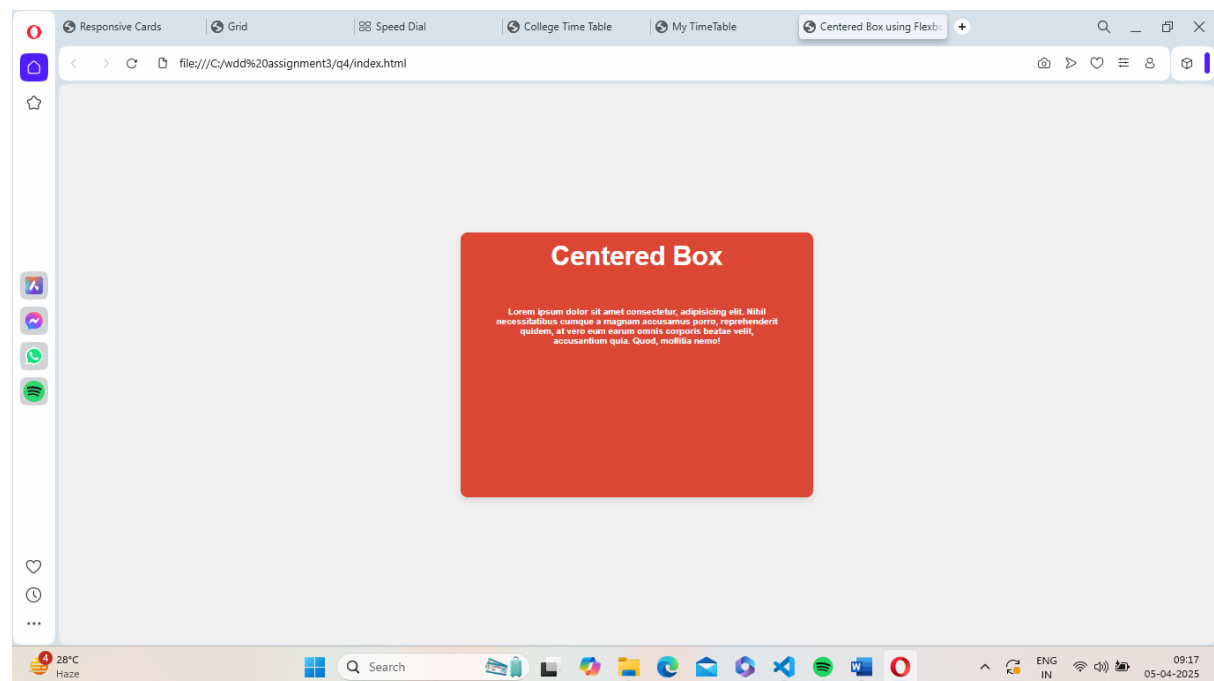 Responsive Cards
Grid
Speed Dial
College Time Table
My TimeTable
Centered Box using Flexbo
file:///C:/wdd%20assignment3/q4/index.html
Centered Box
Lorem ipsum dolor sit amet consectetur, adipisicing elit. Nihil
necessitatibus cumque a magnam accusamus porro, reprehenderit
quidem, at vero eum earum omnis corporis beatae velit,
accusantium quia. Quod, mollitia nemo!
4
28°C
Haze
Search
ENG
IN
09:17
05-04-2025